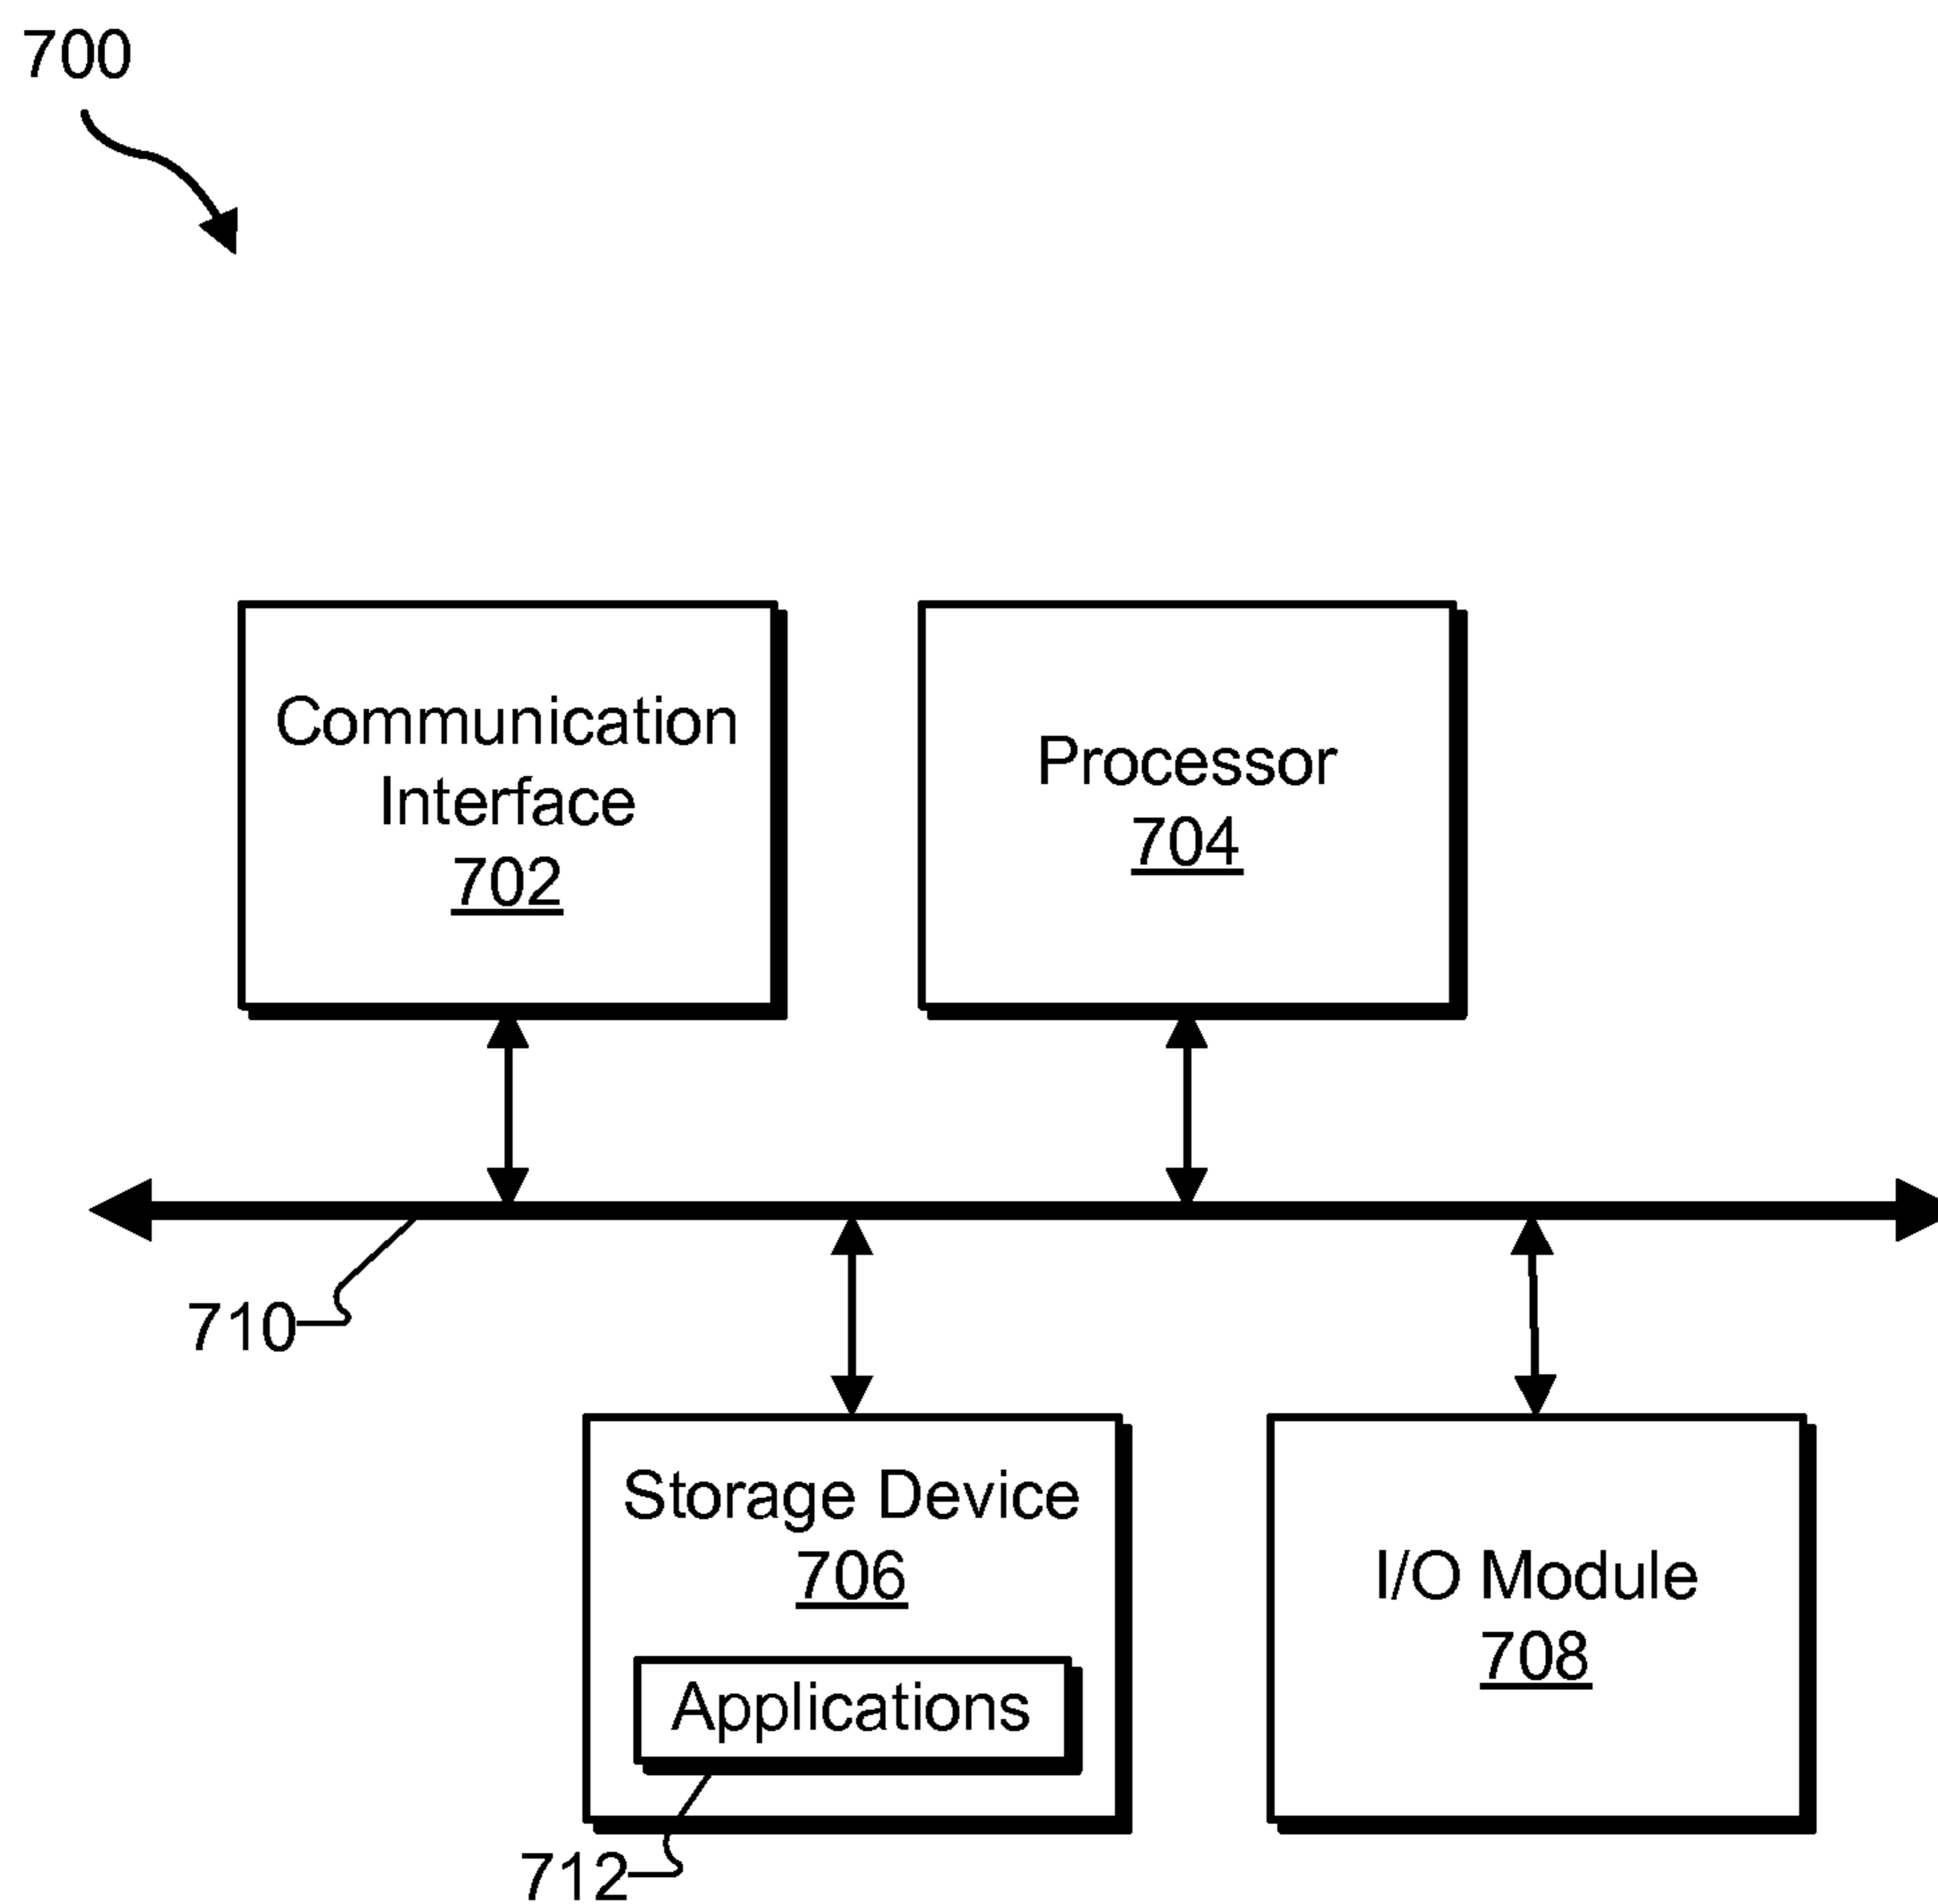 700
Communication
Interface
702
Processor
704
710
Storage Device
706
Applications
712
I/O Module
708